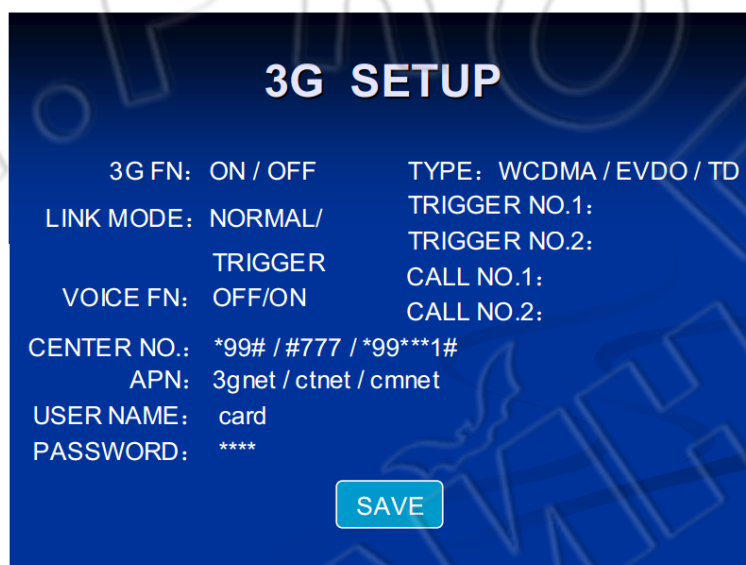 3G SETUP
3G FN： ON / OFF
TYPE： WCDMA / EVDO / TD
LINK MODE： NORMAL/
TRIGGER NO.1：
TRIGGER
TRIGGER NO.2：
VOICE FN： OFF/ON
CALL NO.1：
CALL NO.2：
CENTER NO.： *99# / #777 / *99***1#
APN： 3gnet / ctnet / cmnet
USER NAME： card
PASSWORD： ****
SAVE